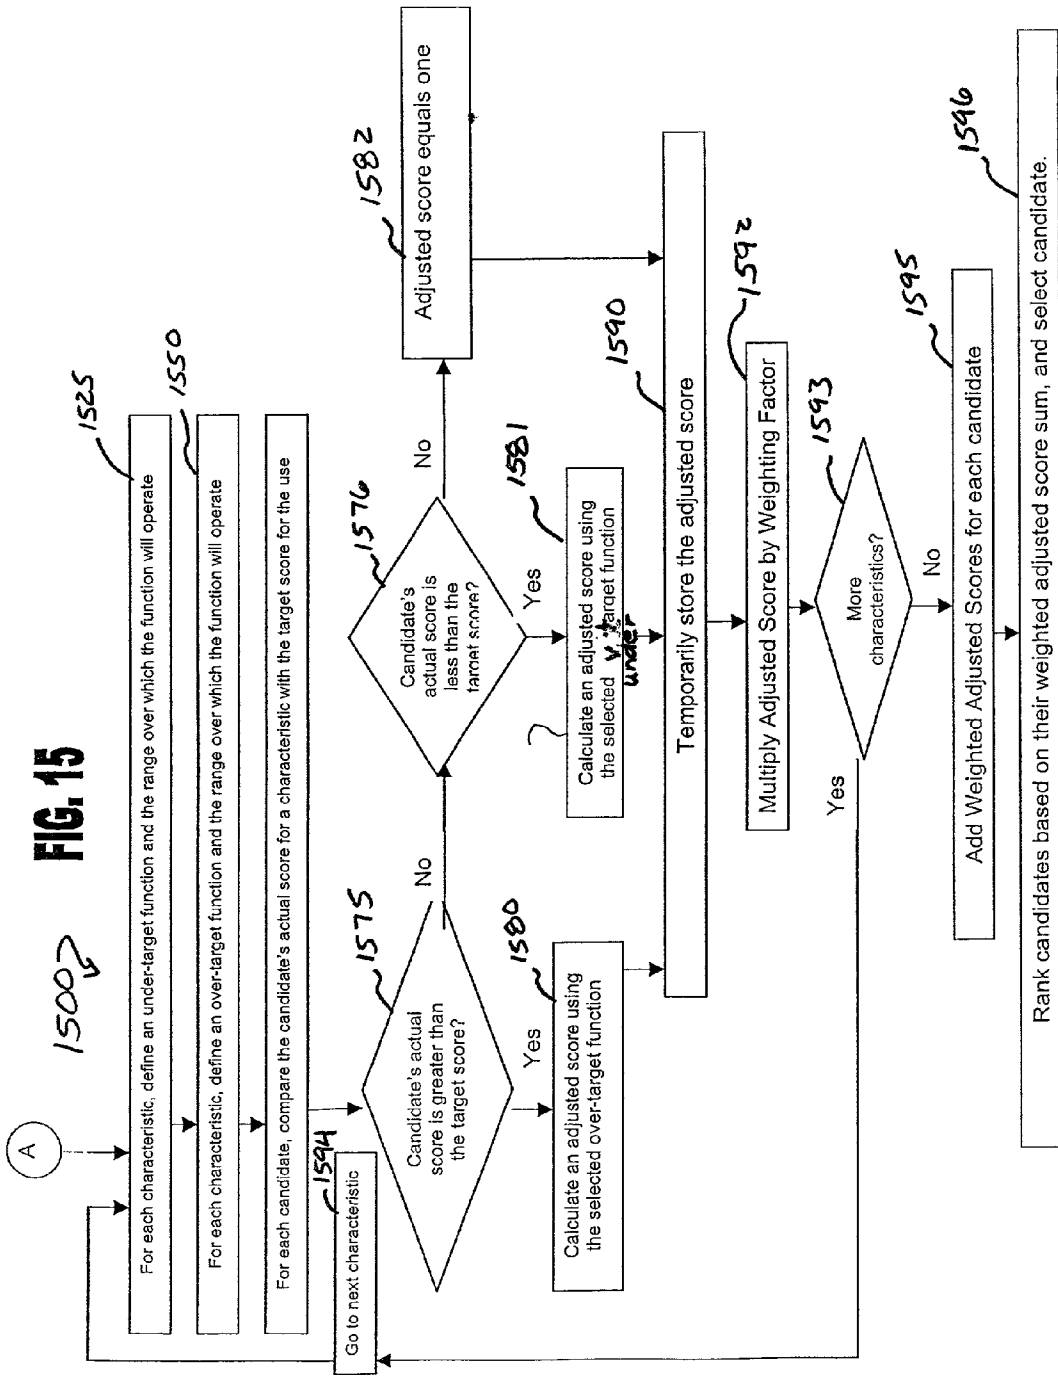 FIG. 15
1500
A
1525
For each characteristic, define an under-target function and the range over which the function will operate
1550
For each characteristic, define an over-target function and the range over which the function will operate
For each candidate, compare the candidate's actual score for a characteristic with the target score for the use
1594
Go to next characteristic
1575
Candidate's actual
score is greater than
the target score?
No
Yes
1576
Candidate's
actual score is
less than the
target score?
No
Yes
1582
Adjusted score equals one
1580
Calculate an adjusted score using
the selected over-target function
1581
Calculate an adjusted score using
the selected target function
under
1590
Temporarily store the adjusted score
1592
Multiply Adjusted Score by Weighting Factor
1593
More
characteristics?
Yes
No
1595
Add Weighted Adjusted Scores for each candidate
1596
Rank candidates based on their weighted adjusted score sum, and select candidate.